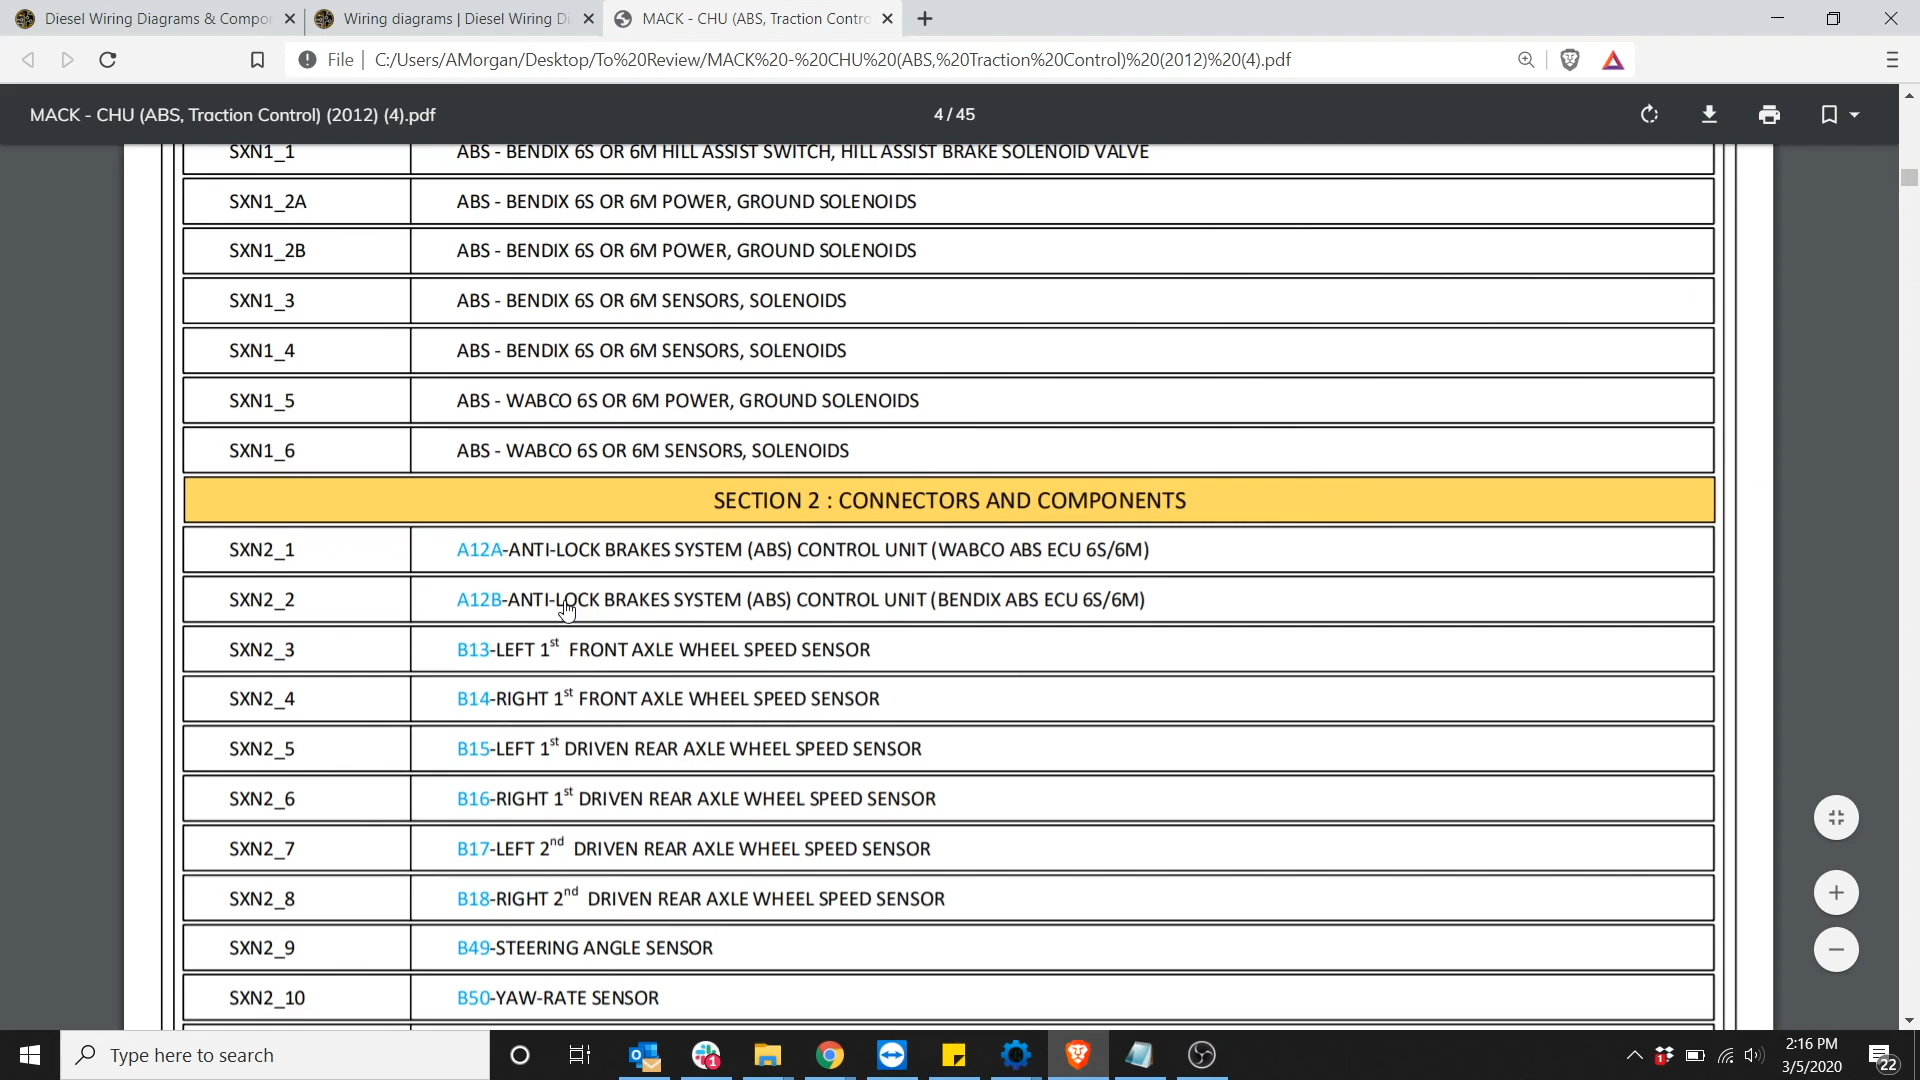 Diesel Wiring Diagrams & Compon
Wiring diagrams | Diesel Wiring Di
MACK - CHU (ABS, Traction Contro
File
C:/Users/AMorgan/Desktop/To%20Review/MACK%20-%20CHU%20(ABS,%20Traction%20Control)%20(2012)%20(4).pdf
MACK - CHU (ABS, Traction Control) (2012) (4).pdf
4 / 45
SXN1_1 ABS - BENDIX 6S OR 6M HILL ASSIST SWITCH, HILL ASSIST BRAKE SOLENOID VALVE
SXN1_2A ABS - BENDIX 6S OR 6M POWER, GROUND SOLENOIDS
SXN1_2B ABS - BENDIX 6S OR 6M POWER, GROUND SOLENOIDS
SXN1_3 ABS - BENDIX 6S OR 6M SENSORS, SOLENOIDS
SXN1_4 ABS - BENDIX 6S OR 6M SENSORS, SOLENOIDS
SXN1_5 ABS - WABCO 6S OR 6M POWER, GROUND SOLENOIDS
SXN1_6 ABS - WABCO 6S OR 6M SENSORS, SOLENOIDS
SECTION 2 : CONNECTORS AND COMPONENTS
SXN2_1 A12A-ANTI-LOCK BRAKES SYSTEM (ABS) CONTROL UNIT (WABCO ABS ECU 6S/6M)
SXN2_2 A12B-ANTI-LOCK BRAKES SYSTEM (ABS) CONTROL UNIT (BENDIX ABS ECU 6S/6M)
SXN2_3 B13-LEFT 1st FRONT AXLE WHEEL SPEED SENSOR
SXN2_4 B14-RIGHT 1st FRONT AXLE WHEEL SPEED SENSOR
SXN2_5 B15-LEFT 1st DRIVEN REAR AXLE WHEEL SPEED SENSOR
SXN2_6 B16-RIGHT 1st DRIVEN REAR AXLE WHEEL SPEED SENSOR
SXN2_7 B17-LEFT 2nd DRIVEN REAR AXLE WHEEL SPEED SENSOR
SXN2_8 B18-RIGHT 2nd DRIVEN REAR AXLE WHEEL SPEED SENSOR
SXN2_9 B49-STEERING ANGLE SENSOR
SXN2_10 B50-YAW-RATE SENSOR
Type here to search
1
1
2:16 PM
3/5/2020
22